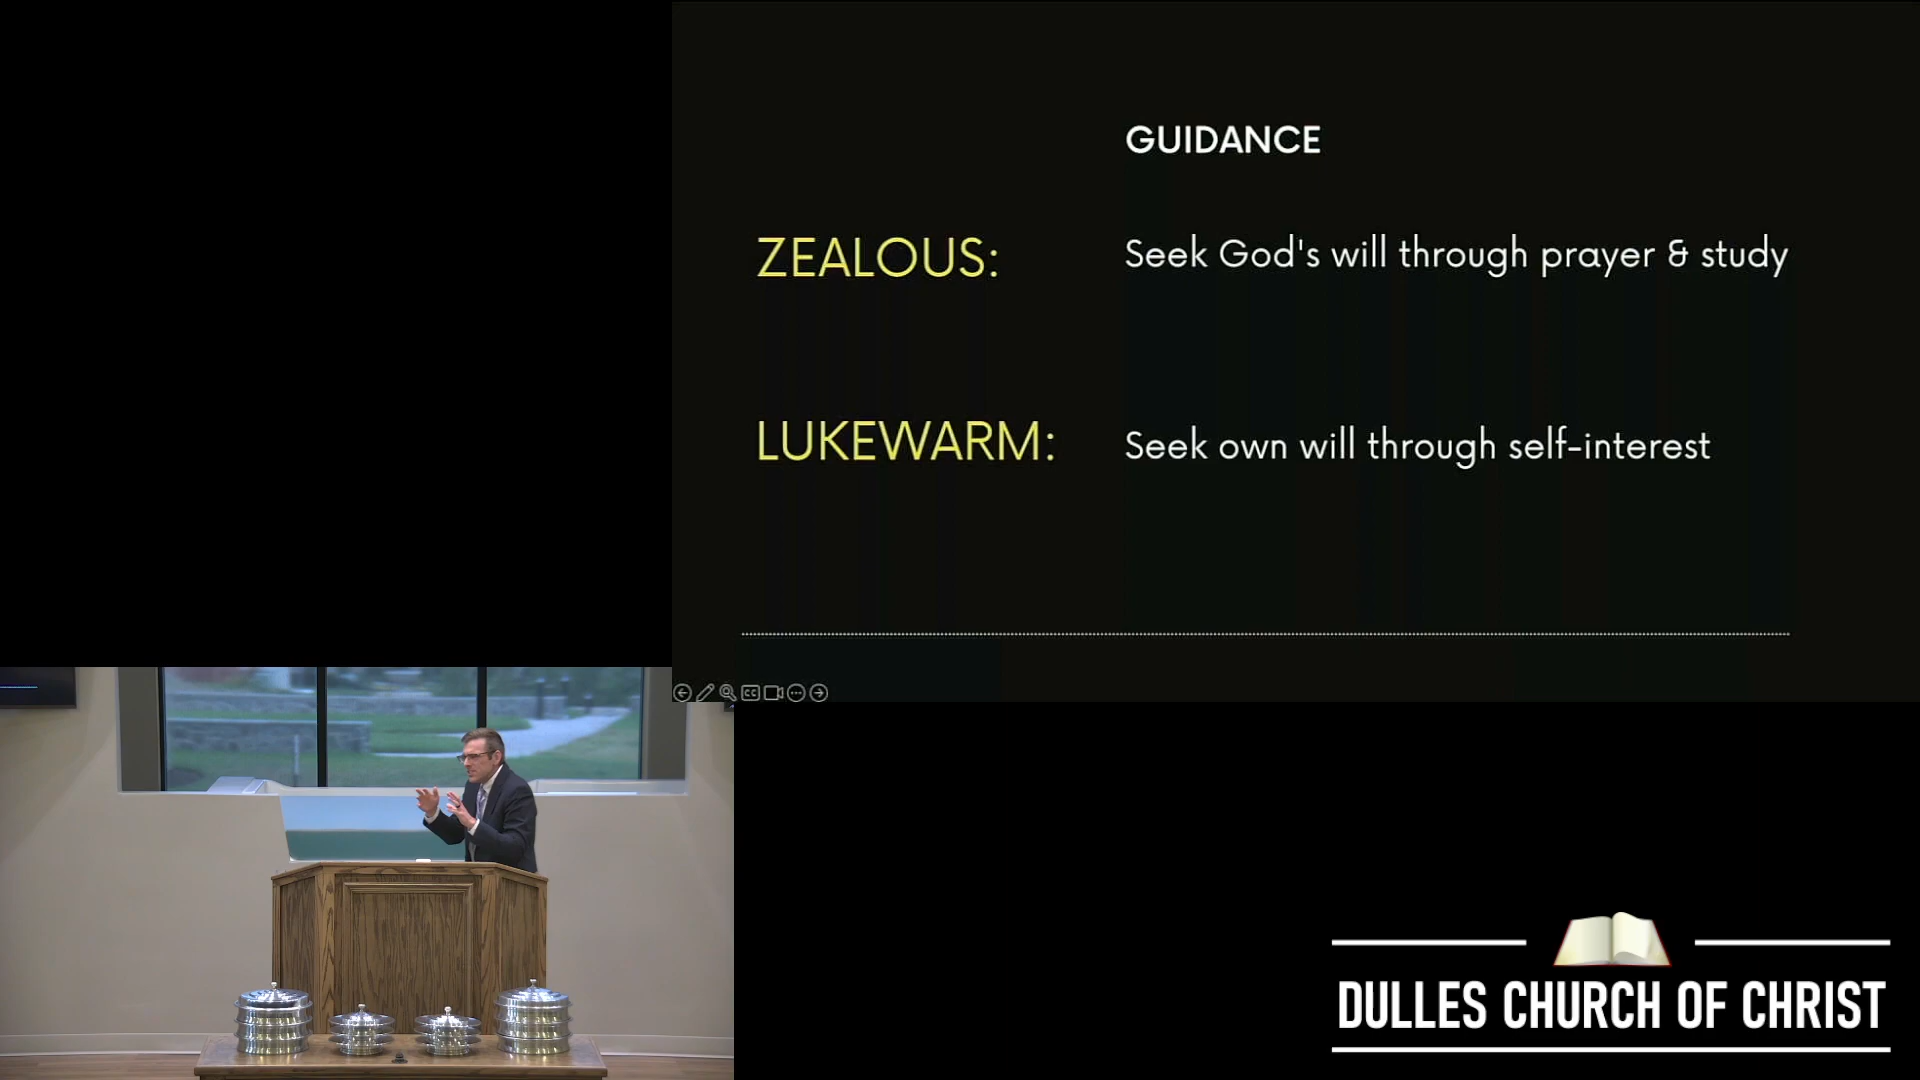 GUIDANCE
ZEALOUS: Seek God's will through prayer & study
LUKEWARM: Seek own will through self-interest
CC
DULLES CHURCH OF CHRIST